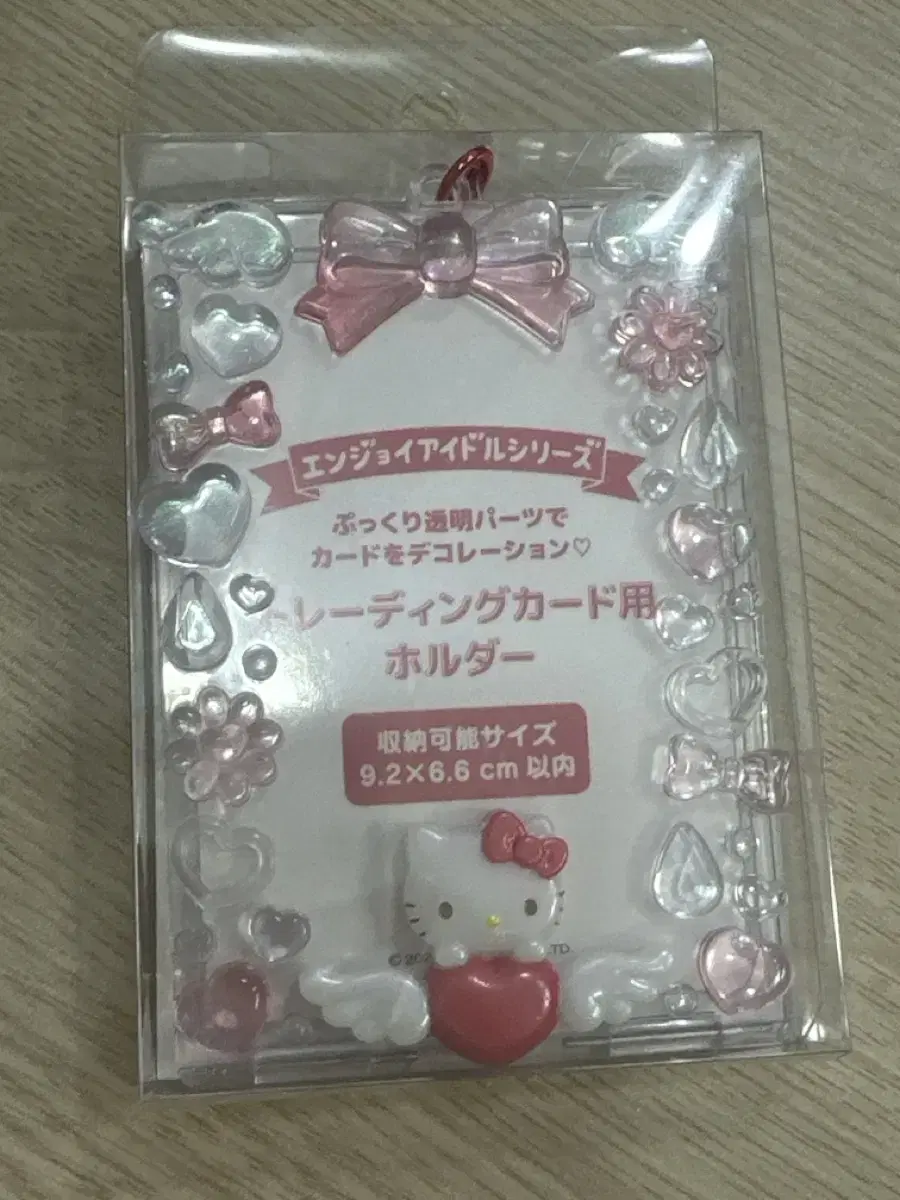 エンジョイアイドルシリーズ
ぷっくり透明パーツで
カードをデコレーション♡
トレーディングカード用
ホルダー
収納可能サイズ
9.2×6.6 cm 以内
©